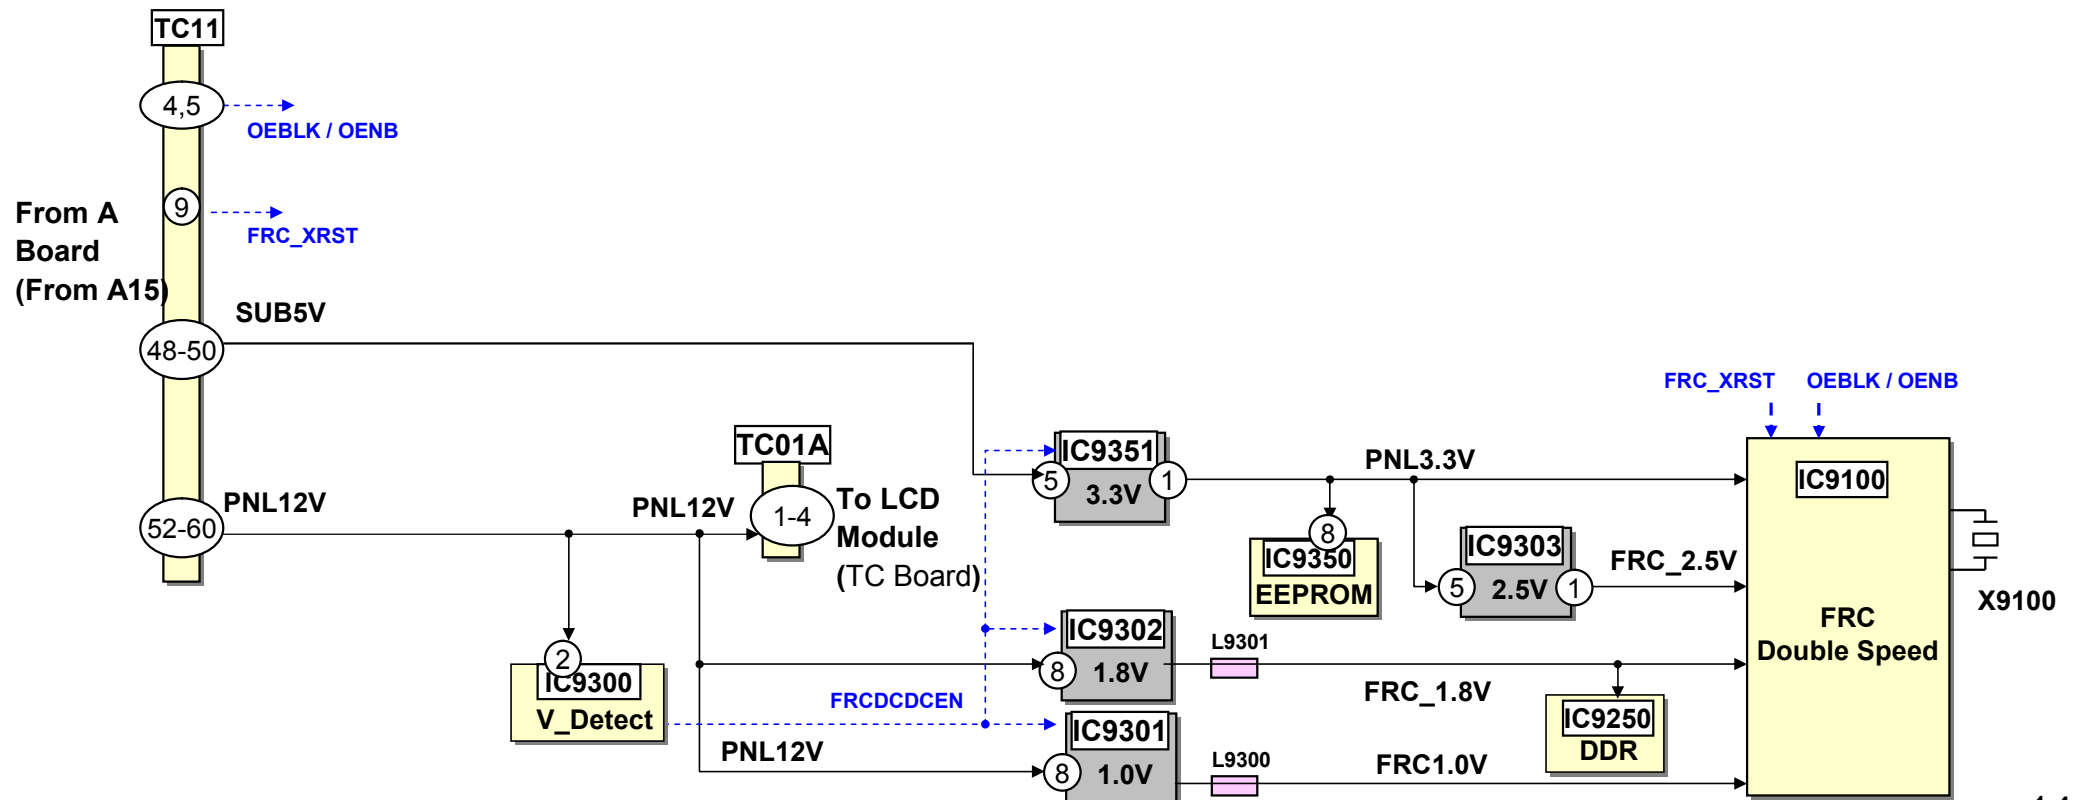 TC11
4,5
OEBLK / OENB
9
FRC_XRST
From A
Board
(From A15)
SUB5V
48-50
PNL12V
52-60
PNL12V
TC01A
1-4
To LCD
Module
(TC Board)
2
IC9300
V_Detect
FRCDCDCEN
PNL12V
IC9351
5
3.3V
1
PNL3.3V
8
IC9350
EEPROM
IC9303
5
2.5V
1
FRC_2.5V
IC9302
8
1.8V
L9301
FRC_1.8V
IC9250
DDR
IC9301
8
1.0V
L9300
FRC1.0V
FRC_XRST
OEBLK / OENB
IC9100
FRC
Double Speed
X9100